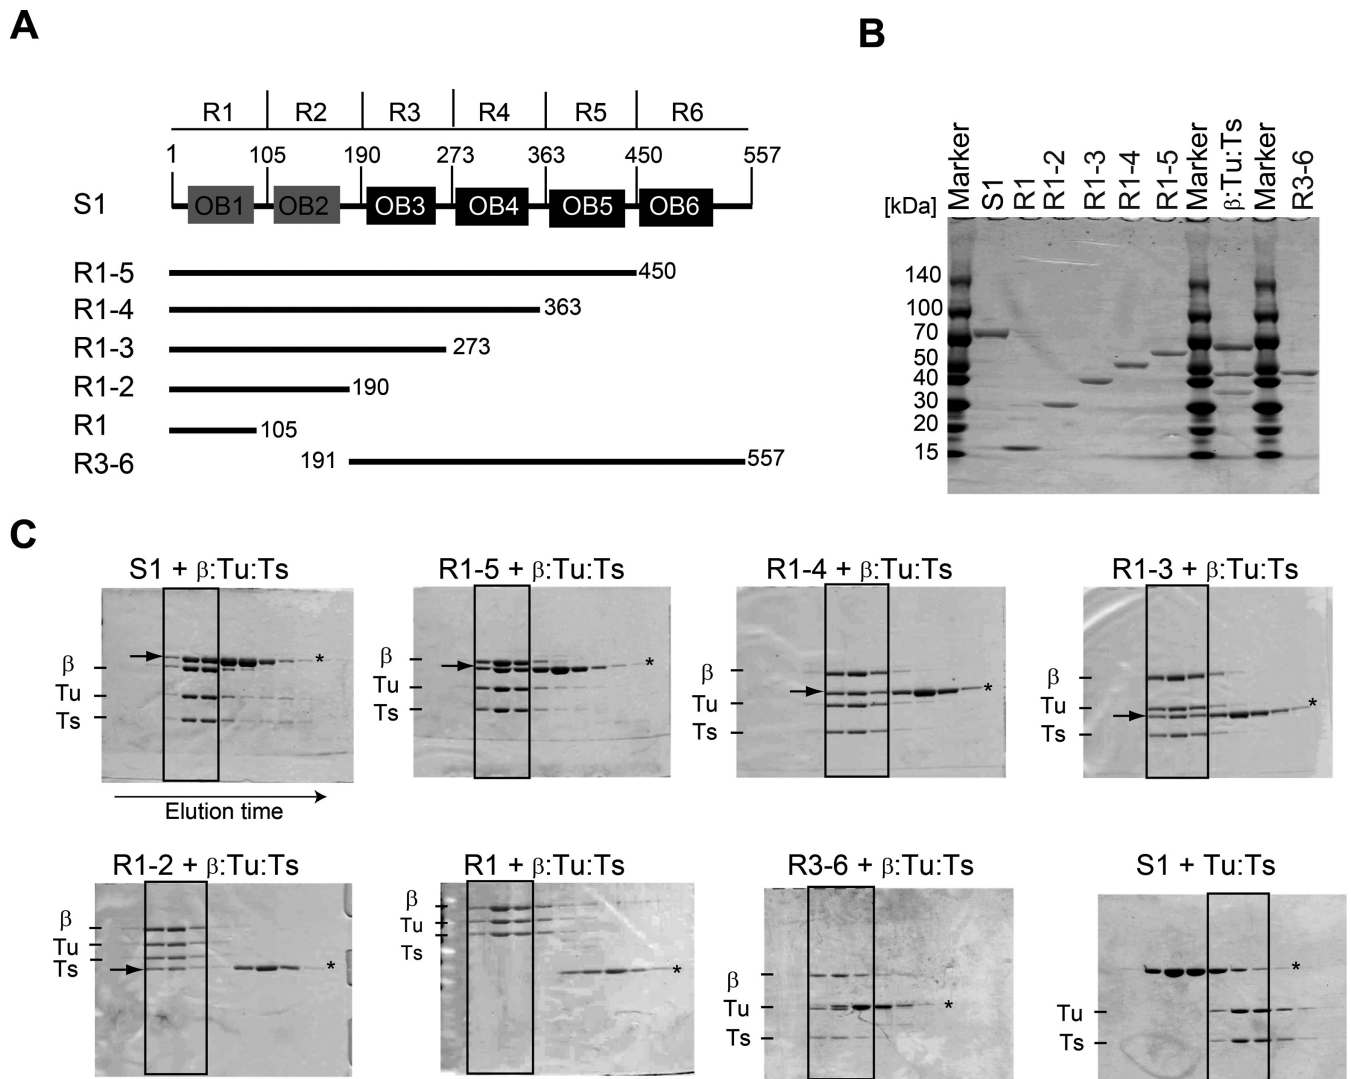 A
R1 R2 R3 R4 R5 R6
1 105 190 273 363 450 557
S1 OB1 OB2 OB3 OB4 OB5 OB6
R1-5 450
R1-4 363
R1-3 273
R1-2 190
R1 105
R3-6 191 557
B
[kDa] Marker S1 R1 R1-2 R1-3 R1-4 R1-5 Marker β:Tu:Ts Marker R3-6
140
100
70
50
40
30
20
15
C
S1 + β:Tu:Ts
β
Tu
Ts
*
Elution time
R1-5 + β:Tu:Ts
β
Tu
Ts
*
R1-4 + β:Tu:Ts
β
Tu
Ts
*
R1-3 + β:Tu:Ts
β
Tu
Ts
*
R1-2 + β:Tu:Ts
β
Tu
Ts
*
R1 + β:Tu:Ts
β
Tu
Ts
*
R3-6 + β:Tu:Ts
β
Tu
Ts
*
S1 + Tu:Ts
Tu
Ts
*